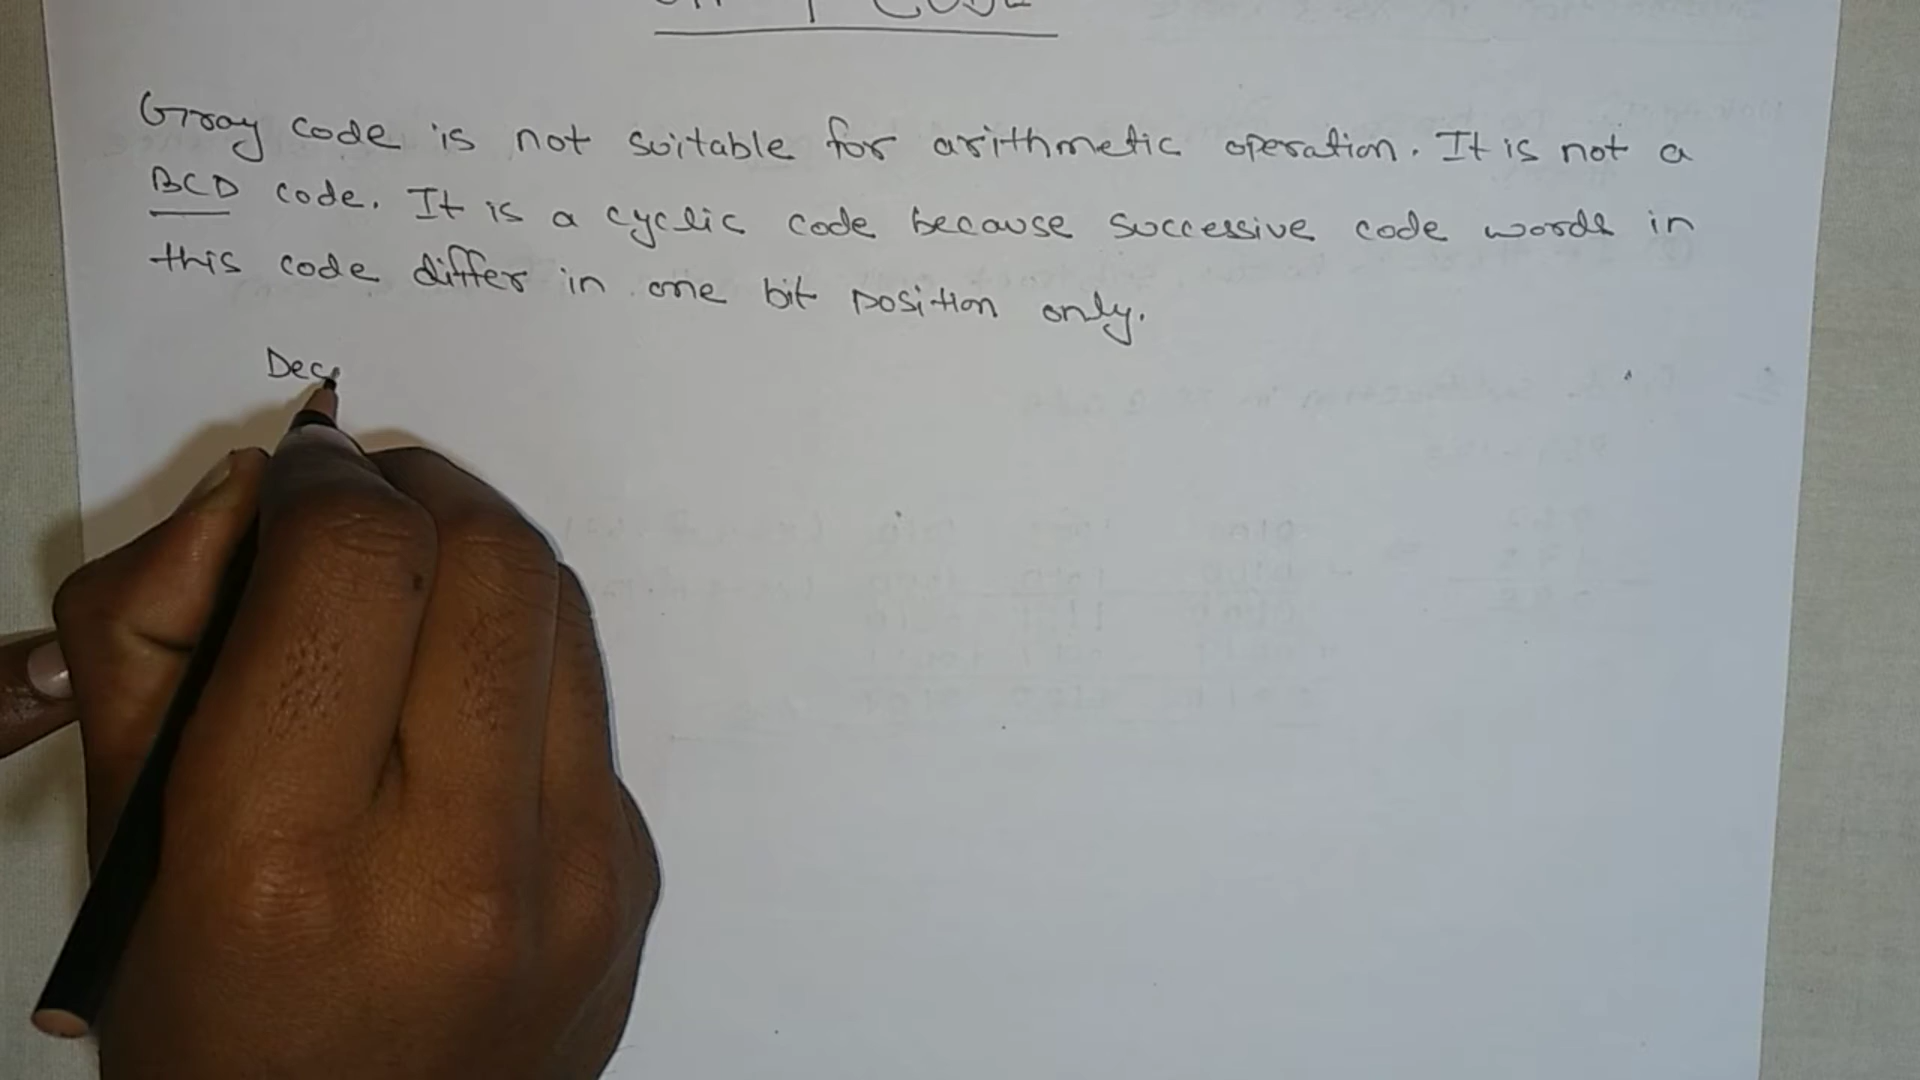 Code
Gray code is not suitable for arithmetic operation. It is not a
BCD code. It is a cyclic code because successive code words in
this code differ in one bit position only.
Dec